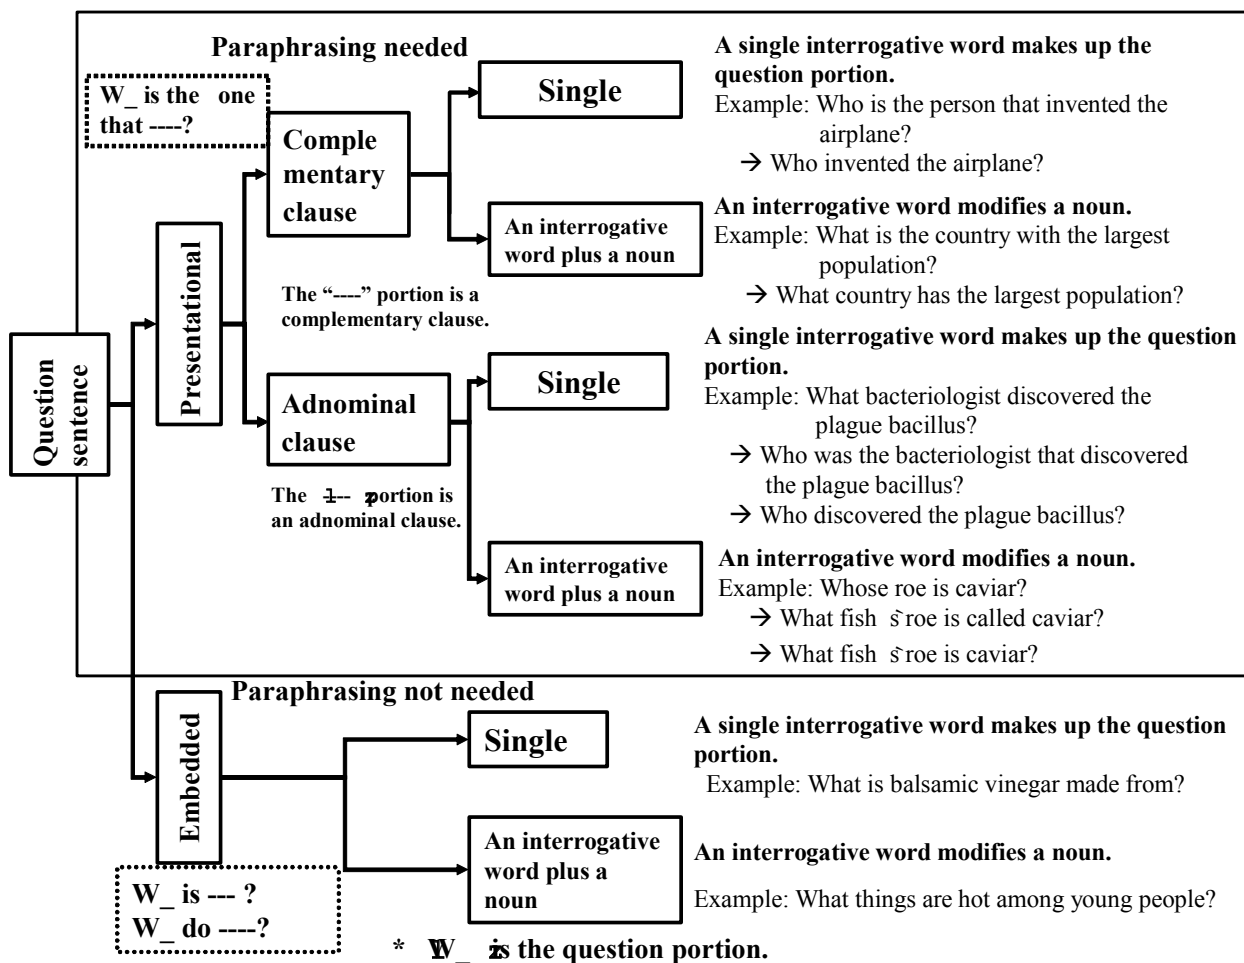 Paraphrasing needed
W_ is the one
that ----?
Question
sentence
Presentational
Comple
mentary
clause
The “----” portion is a
complementary clause.
Single
A single interrogative word makes up the
question portion.
Example: Who is the person that invented the
airplane?
→ Who invented the airplane?
An interrogative
word plus a noun
An interrogative word modifies a noun.
Example: What is the country with the largest
population?
→ What country has the largest population?
Adnominal
clause
The --- portion is
an adnominal clause.
Single
A single interrogative word makes up the question
portion.
Example: What bacteriologist discovered the
plague bacillus?
→ Who was the bacteriologist that discovered
the plague bacillus?
→ Who discovered the plague bacillus?
An interrogative
word plus a noun
An interrogative word modifies a noun.
Example: Whose roe is caviar?
→ What fish s roe is called caviar?
→ What fish s roe is caviar?
Paraphrasing not needed
Embedded
W_ is --- ?
W_ do ----?
Single
A single interrogative word makes up the question
portion.
Example: What is balsamic vinegar made from?
An interrogative
word plus a
noun
An interrogative word modifies a noun.
Example: What things are hot among young people?
* W_ is the question portion.